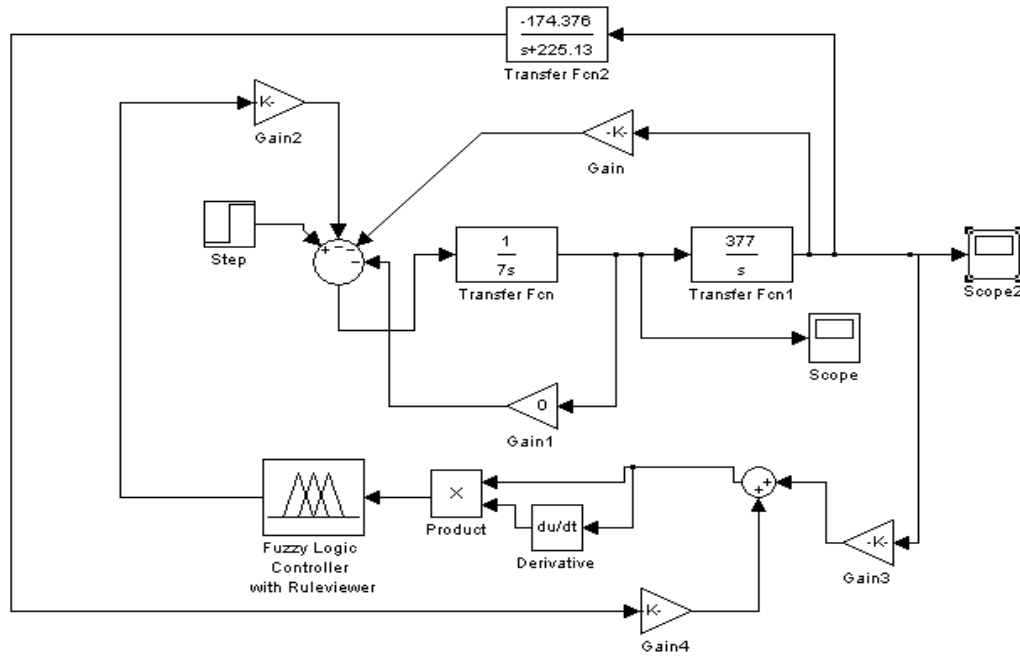 -174.376
s+225.13
Transfer Fcn2
K-
Gain2
-K-
Gain
Step
+
−
−
−
1
7s
Transfer Fcn
377
s
Transfer Fcn1
Scope2
Scope
0
Gain1
Fuzzy Logic
Controller
with Ruleviewer
X
Product
du/dt
Derivative
+
+
-K-
Gain3
K-
Gain4